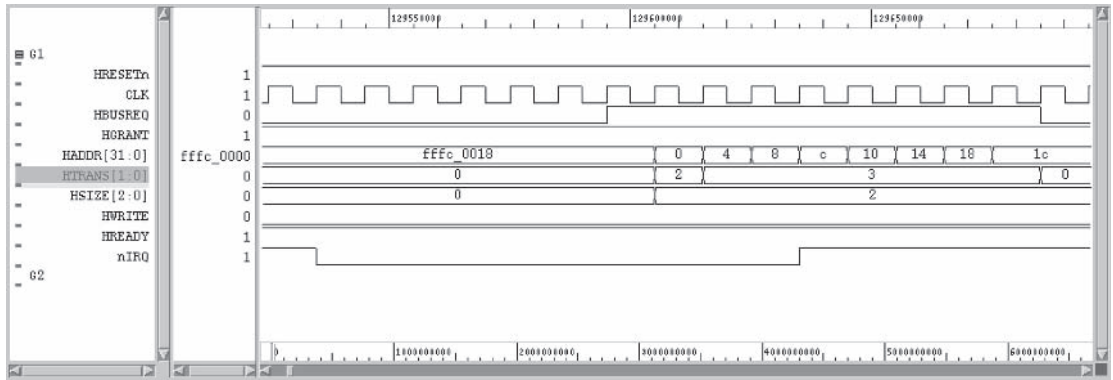 129550000
129600000
129650000
G1
HRESETn 1
CLK 1
HBUSREQ 0
HGRANT 1
HADDR[31:0] fffc_0000 fffc_0018 0 4 8 c 10 14 18 1c
HTRANS[1:0] 0 0 2 3 0
HSIZE[2:0] 0 0 2
HWRITE 0
HREADY 1
nIRQ 1
G2
1000000000 2000000000 3000000000 4000000000 5000000000 6000000000